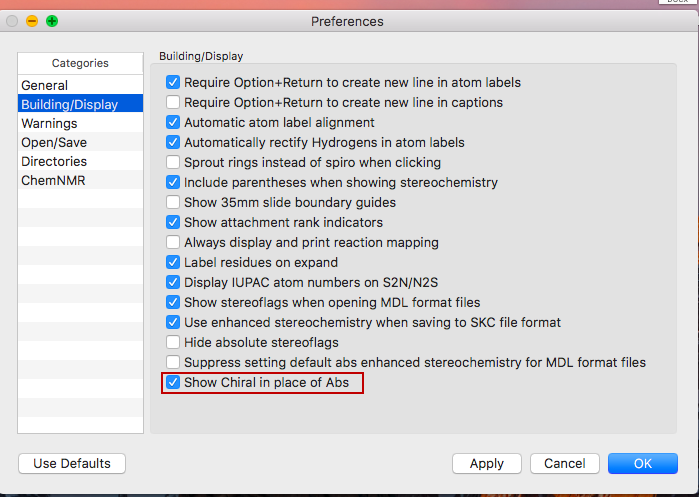 Preferences
Categories
General
Building/Display
Warnings
Open/Save
Directories
ChemNMR
Building/Display
Require Option+Return to create new line in atom labels
Require Option+Return to create new line in captions
Automatic atom label alignment
Automatically rectify Hydrogens in atom labels
Sprout rings instead of spiro when clicking
Include parentheses when showing stereochemistry
Show 35mm slide boundary guides
Show attachment rank indicators
Always display and print reaction mapping
Label residues on expand
Display IUPAC atom numbers on S2N/N2S
Show stereoflags when opening MDL format files
Use enhanced stereochemistry when saving to SKC file format
Hide absolute stereoflags
Suppress setting default abs enhanced stereochemistry for MDL format files
Show Chiral in place of Abs
Use Defaults
Apply
Cancel
OK